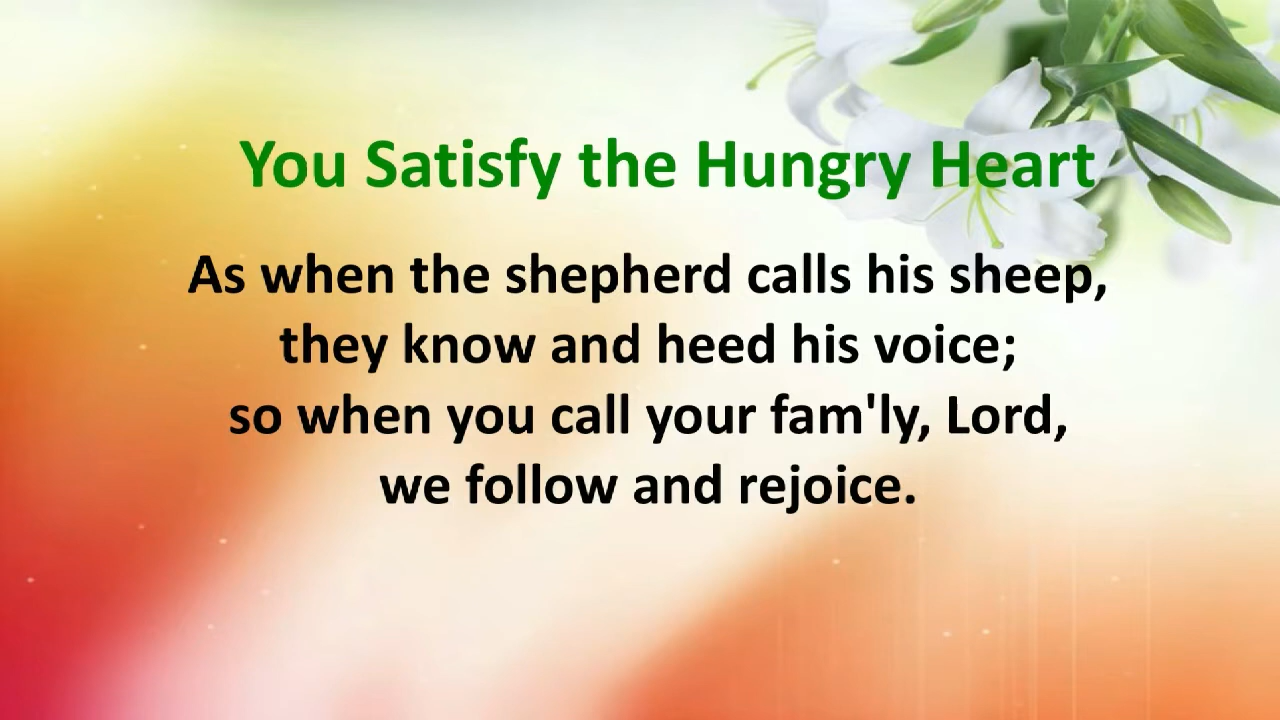 You Satisfy the Hungry Heart
As when the shepherd calls his sheep,
they know and heed his voice;
so when you call your fam'ly, Lord,
we follow and rejoice.